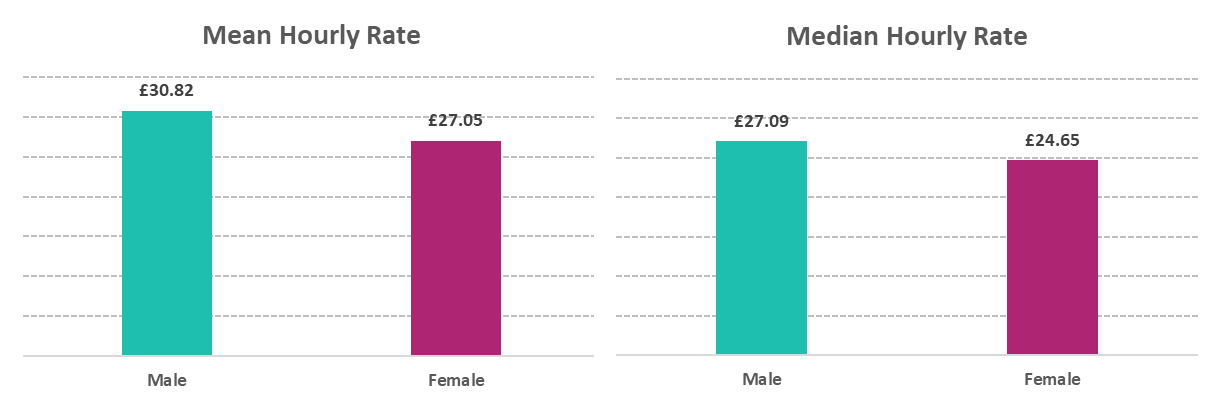 Mean Hourly Rate
£30.82
£27.05
Male
Female
Median Hourly Rate
£27.09
£24.65
Male
Female